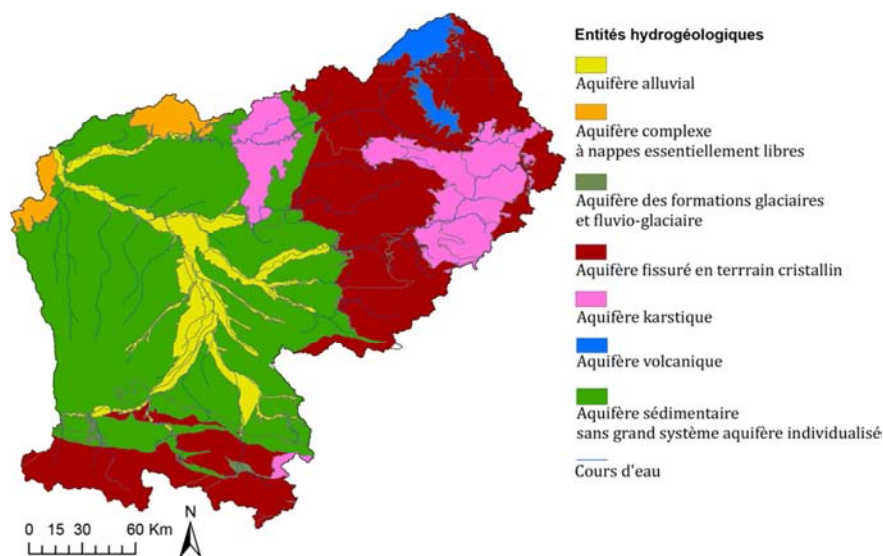 Entités hydrogéologiques
Aquifère alluvial
Aquifère complexe
à nappes essentiellement libres
Aquifère des formations glaciaires
et fluvio-glaciaire
Aquifère fissuré en terrrain cristallin
Aquifère karstique
Aquifère volcanique
Aquifère sédimentaire
sans grand système aquifère individualisé
Cours d'eau
N
0 15 30 60 Km